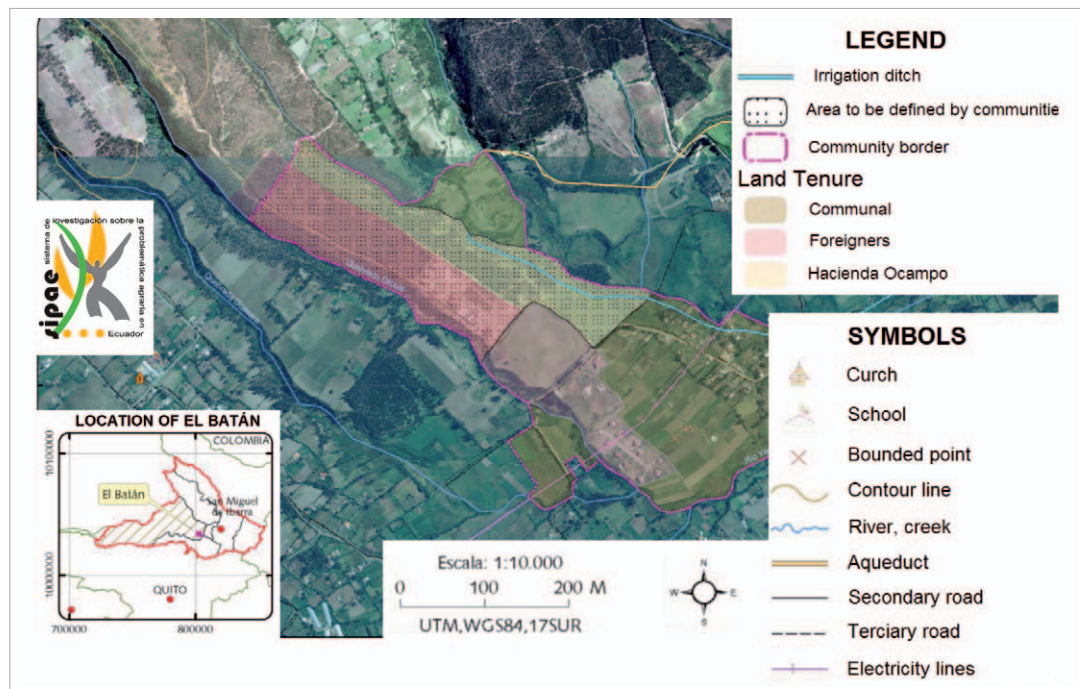 LEGEND
Irrigation ditch
Area to be defined by communitie
Community border
Land Tenure
Communal
Foreigners
Hacienda Ocampo
SYMBOLS
Curch
School
Bounded point
Contour line
River, creek
Aqueduct
Secondary road
Terciary road
Electricity lines
sipae
sistema de investigación sobre la problemática agraria en Ecuador
LOCATION OF EL BATÁN
COLOMBIA
El Batán
San Miguel
de Ibarra
QUITO
10100000
10000000
700000
800000
Escala: 1:10.000
0 100 200 M
UTM,WGS84,17SUR
N
W E
S